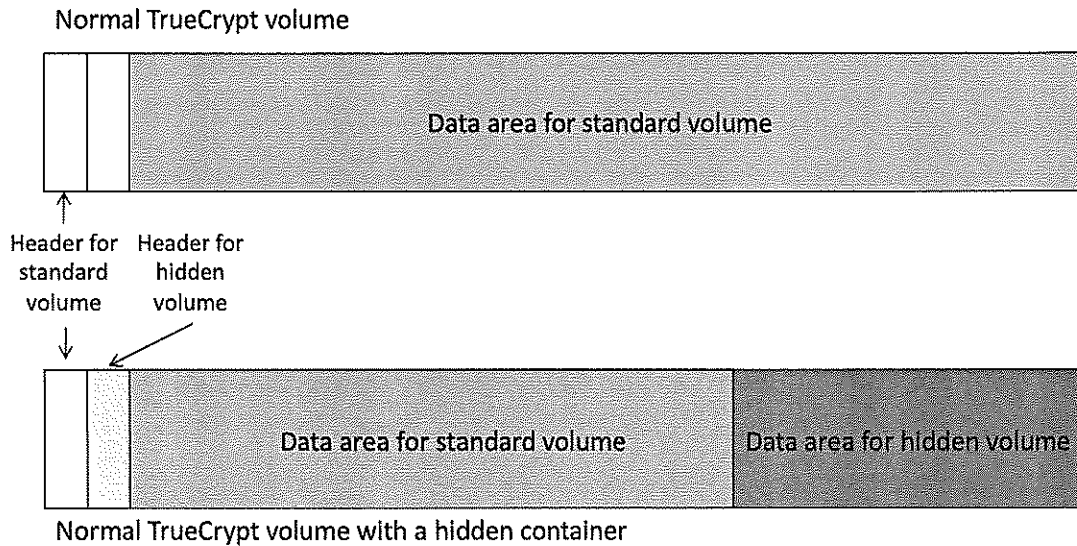 Normal TrueCrypt volume
Data area for standard volume
Header for
standard
volume
Header for
hidden
volume
Data area for standard volume
Data area for hidden volume
Normal TrueCrypt volume with a hidden container